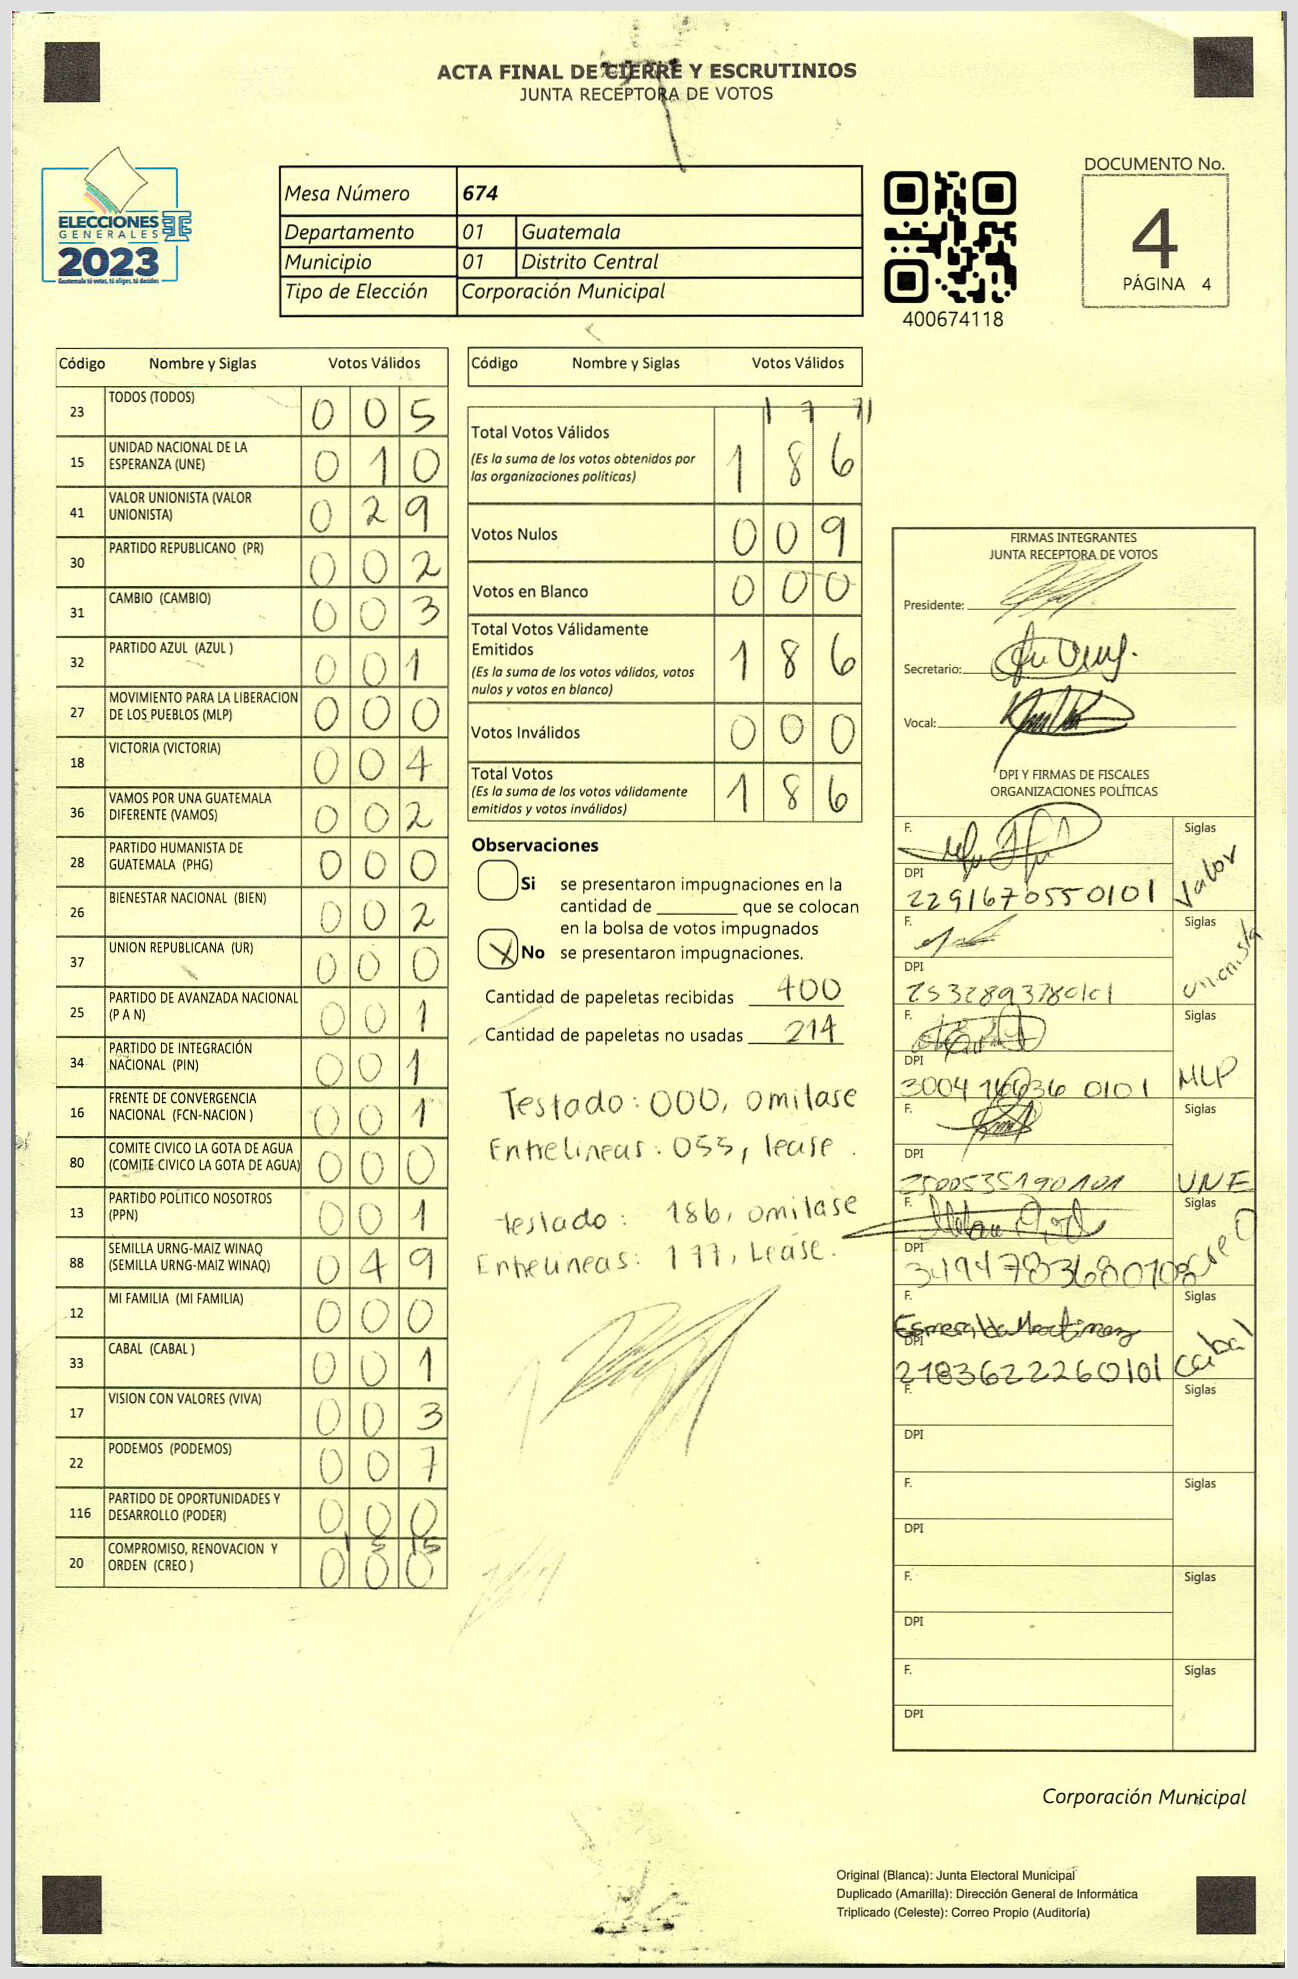 ACTA FINAL DE CIERRE Y ESCRUTINIOS
JUNTA RECEPTORA DE VOTOS
ELECCIONES
GENERALES
2023
Guatemala tú votas, tú eliges, tú decides
Mesa Número 674
Departamento 01 Guatemala
Municipio 01 Distrito Central
Tipo de Elección Corporación Municipal
400674118
DOCUMENTO No.
4
PÁGINA 4
Código Nombre y Siglas Votos Válidos
23 TODOS (TODOS) 0 0 5
15 UNIDAD NACIONAL DE LA ESPERANZA (UNE) 0 1 0
41 VALOR UNIONISTA (VALOR UNIONISTA) 0 2 9
30 PARTIDO REPUBLICANO (PR) 0 0 2
31 CAMBIO (CAMBIO) 0 0 3
32 PARTIDO AZUL (AZUL ) 0 0 1
27 MOVIMIENTO PARA LA LIBERACION DE LOS PUEBLOS (MLP) 0 0 0
18 VICTORIA (VICTORIA) 0 0 4
36 VAMOS POR UNA GUATEMALA DIFERENTE (VAMOS) 0 0 2
28 PARTIDO HUMANISTA DE GUATEMALA (PHG) 0 0 0
26 BIENESTAR NACIONAL (BIEN) 0 0 2
37 UNION REPUBLICANA (UR) 0 0 0
25 PARTIDO DE AVANZADA NACIONAL (P A N) 0 0 1
34 PARTIDO DE INTEGRACIÓN NACIONAL (PIN) 0 0 1
16 FRENTE DE CONVERGENCIA NACIONAL (FCN-NACION ) 0 0 1
80 COMITE CIVICO LA GOTA DE AGUA (COMITE CIVICO LA GOTA DE AGUA) 0 0 0
13 PARTIDO POLITICO NOSOTROS (PPN) 0 0 1
88 SEMILLA URNG-MAIZ WINAQ (SEMILLA URNG-MAIZ WINAQ) 0 4 9
12 MI FAMILIA (MI FAMILIA) 0 0 0
33 CABAL (CABAL ) 0 0 1
17 VISION CON VALORES (VIVA) 0 0 3
22 PODEMOS (PODEMOS) 0 0 7
116 PARTIDO DE OPORTUNIDADES Y DESARROLLO (PODER) 0 0 0
20 COMPROMISO, RENOVACION Y ORDEN (CREO ) 0 0 0
Código Nombre y Siglas Votos Válidos
1 7 7
Total Votos Válidos 1 8 6
(Es la suma de los votos obtenidos por
las organizaciones políticas)
Votos Nulos 0 0 9
Votos en Blanco 0 0 0
Total Votos Válidamente
Emitidos 1 8 6
(Es la suma de los votos válidos, votos
nulos y votos en blanco)
Votos Inválidos 0 0 0
Total Votos 1 8 6
(Es la suma de los votos válidamente
emitidos y votos inválidos)
Observaciones
Si se presentaron impugnaciones en la
cantidad de ________ que se colocan
en la bolsa de votos impugnados
X No se presentaron impugnaciones.
Cantidad de papeletas recibidas 400
Cantidad de papeletas no usadas 214
Testado: 000, omitase
Entrelineas: 055, lease.
Testado: 186, omitase
Entrelineas: 177, Lease.
FIRMAS INTEGRANTES
JUNTA RECEPTORA DE VOTOS
Presidente:
Secretario:
Vocal:
DPI Y FIRMAS DE FISCALES
ORGANIZACIONES POLÍTICAS
F. Siglas
DPI Valor
2291670550101
F. Siglas
DPI unionista
2532893780101
F. Siglas
DPI MLP
F. Siglas
DPI
2500535190101 UNE
F. Siglas
DPI Creo
F. Siglas
Esmeralda Martinez
DPI
2183622260101 Cabal
F. Siglas
DPI
F. Siglas
DPI
F. Siglas
DPI
F. Siglas
DPI
Corporación Municipal
Original (Blanca): Junta Electoral Municipal
Duplicado (Amarilla): Dirección General de Informática
Triplicado (Celeste): Correo Propio (Auditoría)